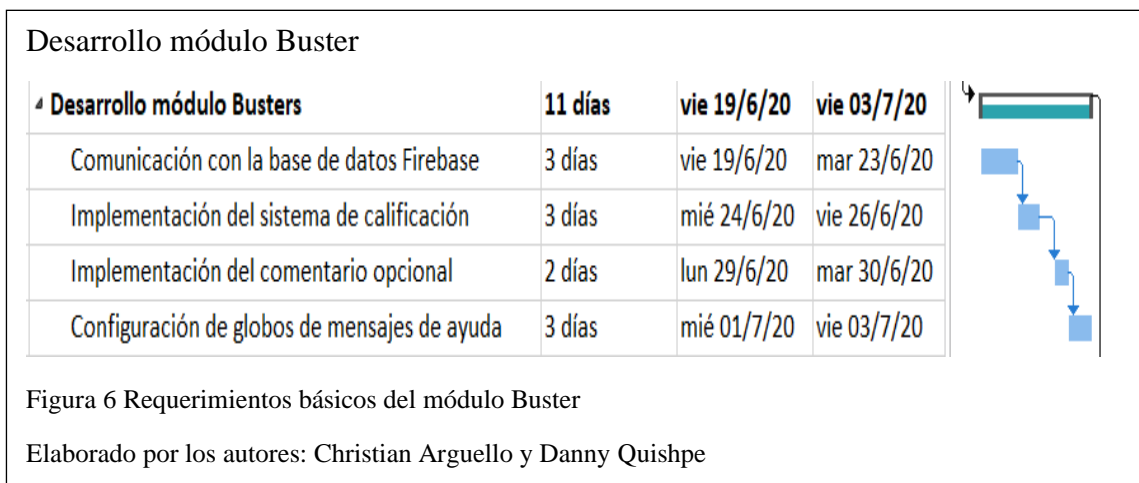 Desarrollo módulo Buster
Desarrollo módulo Busters 11 días vie 19/6/20 vie 03/7/20
Comunicación con la base de datos Firebase 3 días vie 19/6/20 mar 23/6/20
Implementación del sistema de calificación 3 días mié 24/6/20 vie 26/6/20
Implementación del comentario opcional 2 días lun 29/6/20 mar 30/6/20
Configuración de globos de mensajes de ayuda 3 días mié 01/7/20 vie 03/7/20
Figura 6 Requerimientos básicos del módulo Buster
Elaborado por los autores: Christian Arguello y Danny Quishpe